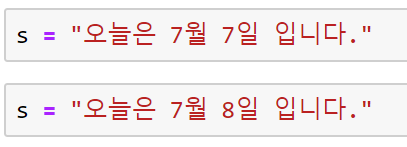 s = "오늘은 7월 7일 입니다."
s = "오늘은 7월 8일 입니다."